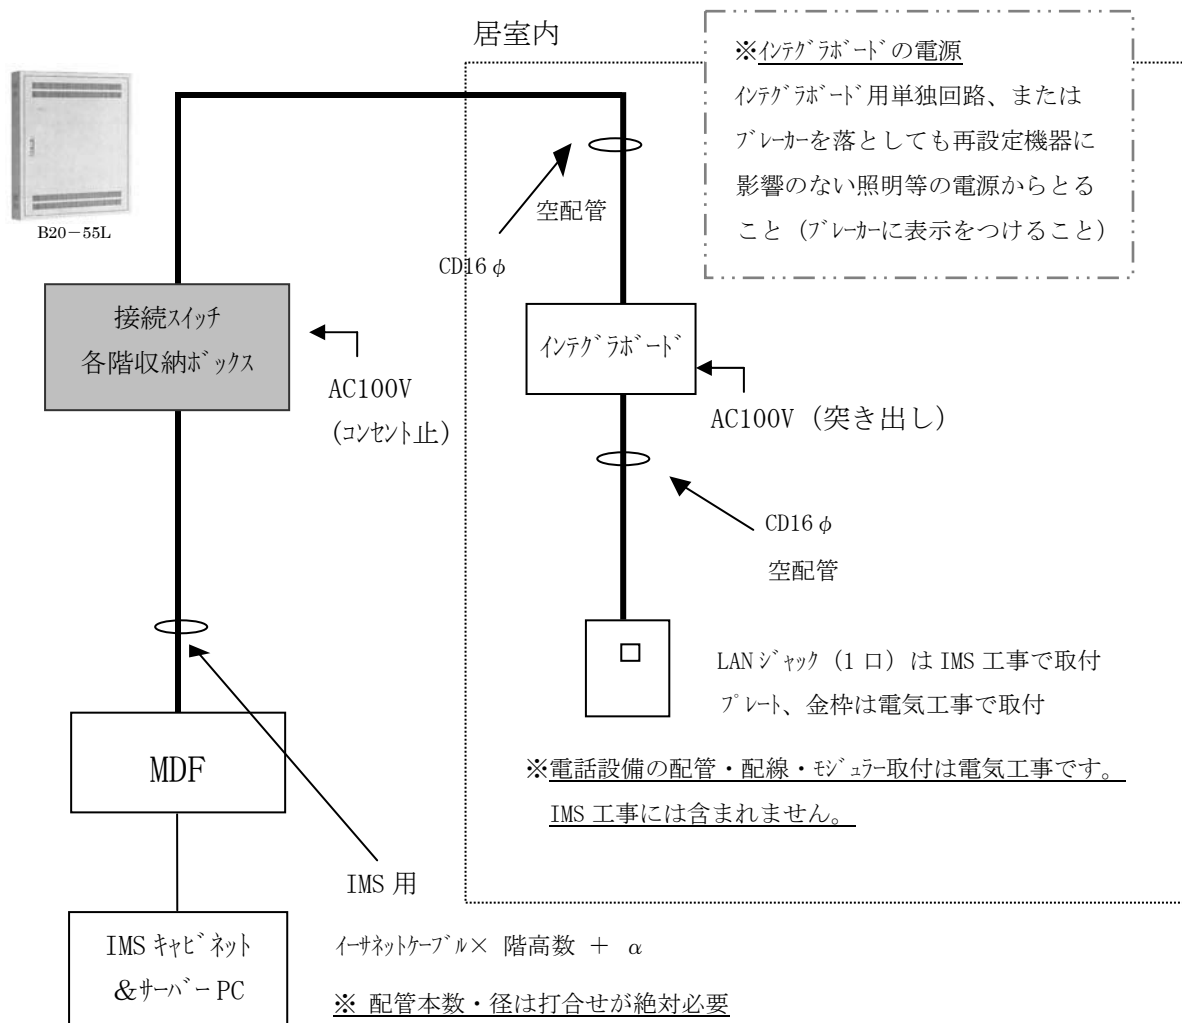 居室内
※ｲﾝﾃｸﾞﾗﾎﾞｰﾄﾞの電源
ｲﾝﾃｸﾞﾗﾎﾞｰﾄﾞ用単独回路、または
ﾌﾞﾚｰｶｰを落としても再設定機器に
影響のない照明等の電源からとる
こと（ﾌﾞﾚｰｶｰに表示をつけること）
B20－55L
空配管
CD16φ
接続ｽｲｯﾁ
各階収納ﾎﾞｯｸｽ
AC100V
（ｺﾝｾﾝﾄ止）
ｲﾝﾃｸﾞﾗﾎﾞｰﾄﾞ
AC100V（突き出し）
CD16φ
空配管
LANｼﾞｬｯｸ（1口）はIMS工事で取付
ﾌﾟﾚｰﾄ、金枠は電気工事で取付
MDF
※電話設備の配管・配線・ﾓｼﾞｭﾗｰ取付は電気工事です。
IMS工事には含まれません。
IMS用
IMSｷｬﾋﾞﾈｯﾄ
＆ｻｰﾊﾞｰPC
ｲｰｻﾈｯﾄｹｰﾌﾞﾙ× 階高数 ＋ α
※ 配管本数・径は打合せが絶対必要